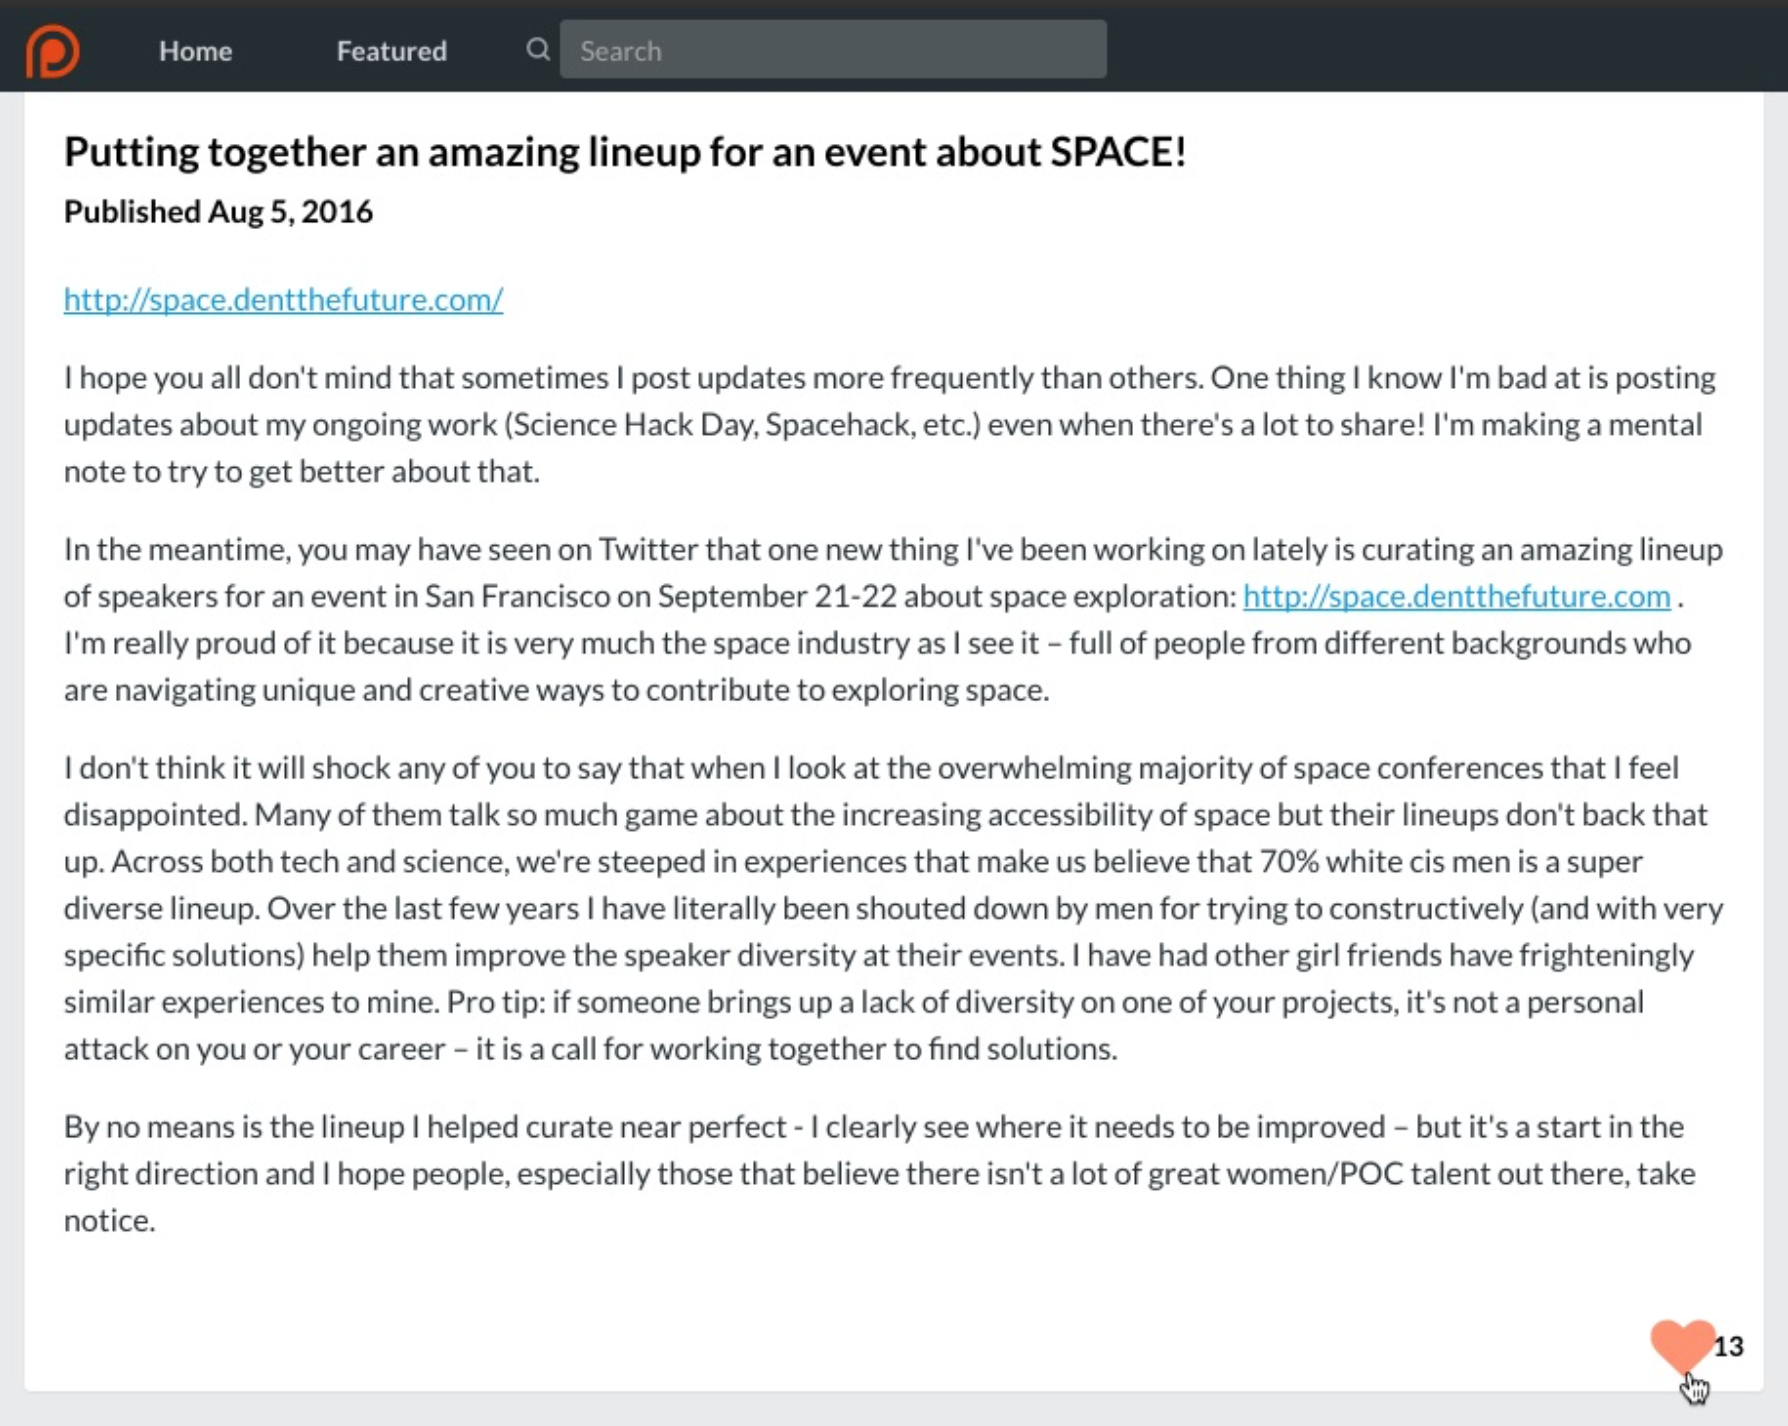 Home Featured Search
Putting together an amazing lineup for an event about SPACE!
Published Aug 5, 2016
http://space.dentthefuture.com/
I hope you all don't mind that sometimes I post updates more frequently than others. One thing I know I'm bad at is posting
updates about my ongoing work (Science Hack Day, Spacehack, etc.) even when there's a lot to share! I'm making a mental
note to try to get better about that.
In the meantime, you may have seen on Twitter that one new thing I've been working on lately is curating an amazing lineup
of speakers for an event in San Francisco on September 21-22 about space exploration: http://space.dentthefuture.com .
I'm really proud of it because it is very much the space industry as I see it – full of people from different backgrounds who
are navigating unique and creative ways to contribute to exploring space.
I don't think it will shock any of you to say that when I look at the overwhelming majority of space conferences that I feel
disappointed. Many of them talk so much game about the increasing accessibility of space but their lineups don't back that
up. Across both tech and science, we're steeped in experiences that make us believe that 70% white cis men is a super
diverse lineup. Over the last few years I have literally been shouted down by men for trying to constructively (and with very
specific solutions) help them improve the speaker diversity at their events. I have had other girl friends have frighteningly
similar experiences to mine. Pro tip: if someone brings up a lack of diversity on one of your projects, it's not a personal
attack on you or your career – it is a call for working together to find solutions.
By no means is the lineup I helped curate near perfect - I clearly see where it needs to be improved – but it's a start in the
right direction and I hope people, especially those that believe there isn't a lot of great women/POC talent out there, take
notice.
13